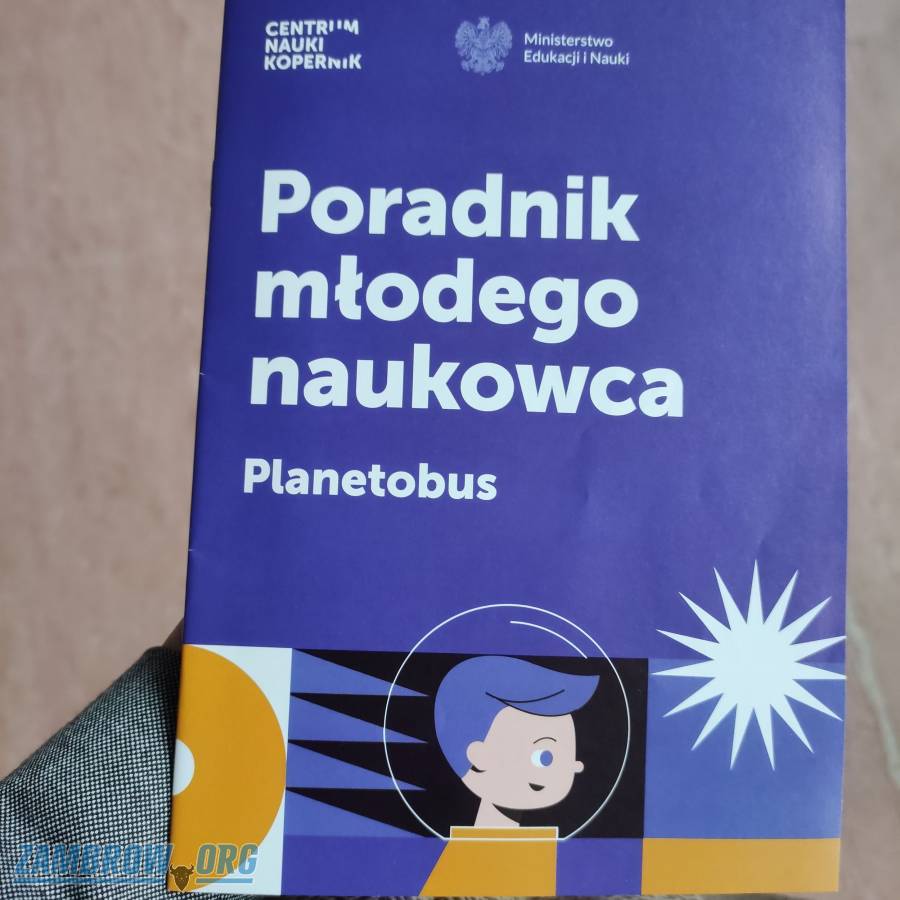 CENTRUM
NAUKI
KOPERNIK
Ministerstwo
Edukacji i Nauki
Poradnik
młodego
naukowca
Planetobus
ZAMBROW.ORG